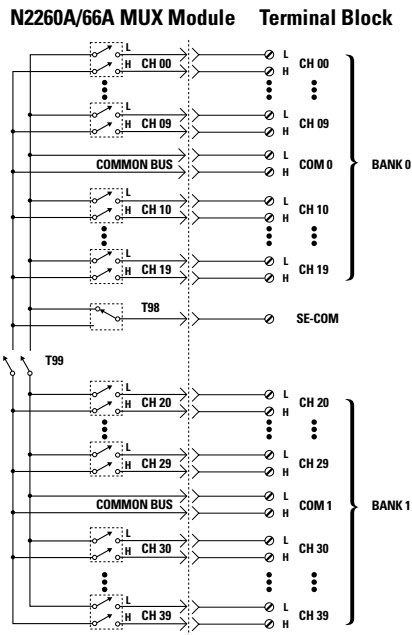 N2260A/66A MUX Module Terminal Block
L L
H CH 00 H CH 00
L L
H CH 09 H CH 09
L
COMMON BUS H COM 0 BANK 0
L L
H CH 10 H CH 10
L L
H CH 19 H CH 19
T98 SE-COM
T99
L L
H CH 20 H CH 20
L L
H CH 29 H CH 29
L
COMMON BUS H COM 1 BANK 1
L L
H CH 30 H CH 30
L L
H CH 39 H CH 39